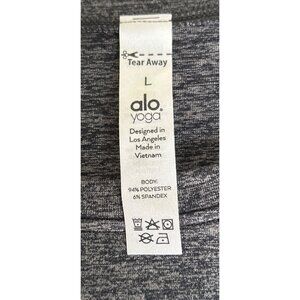 Tear Away
L
alo
yoga
Designed in
Los Angeles
Made in
Vietnam
BODY:
94% POLYESTER
6% SPANDEX